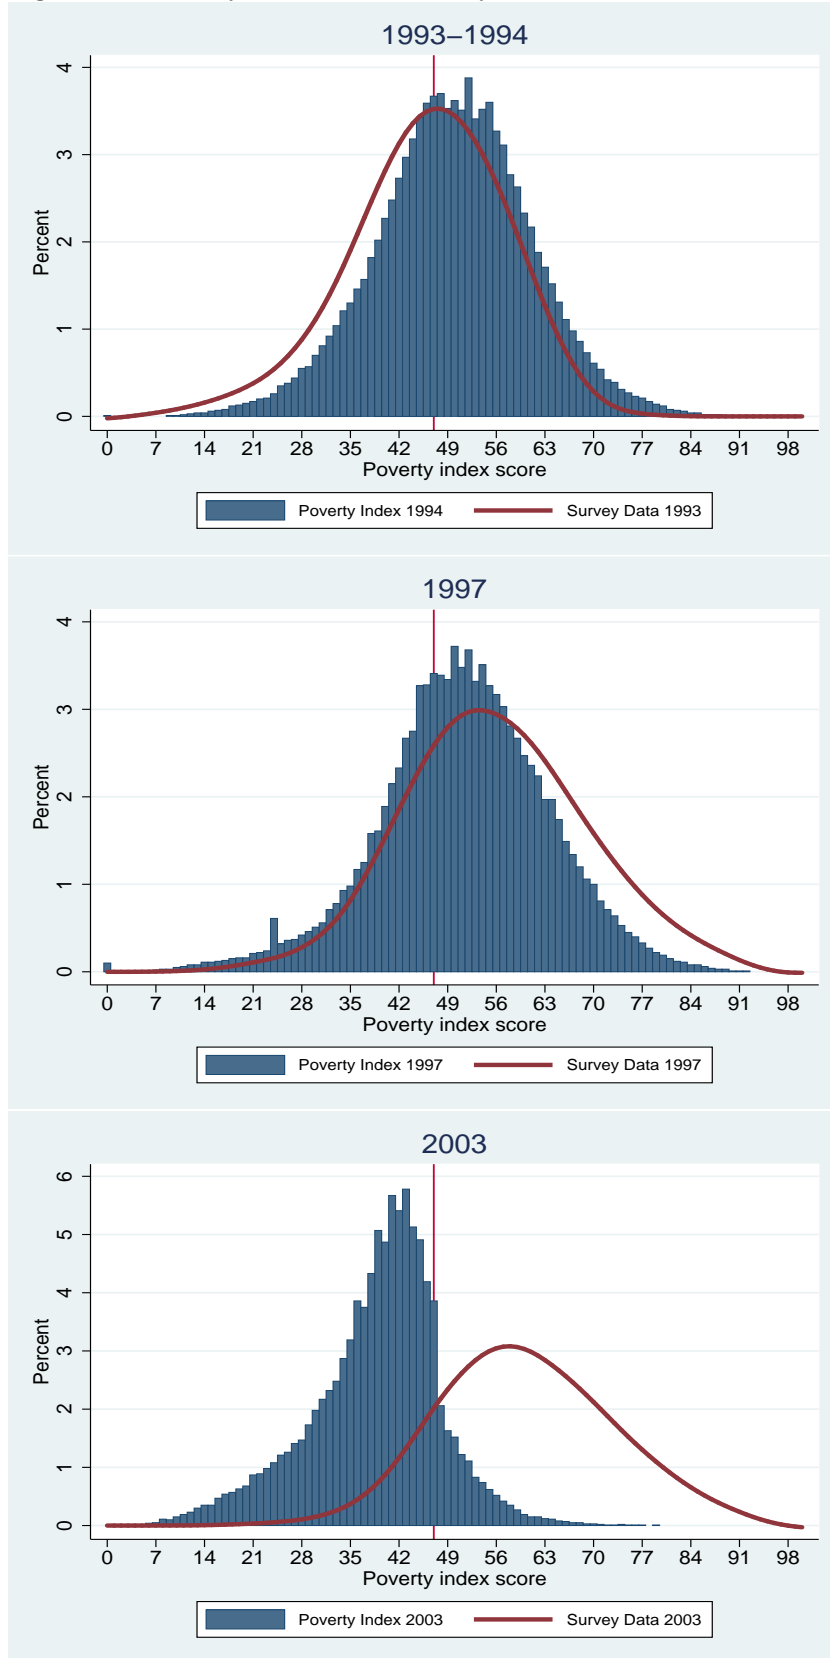 1993–1994
4
3
2
1
0
Percent
0 7 14 21 28 35 42 49 56 63 70 77 84 91 98
Poverty index score
Poverty Index 1994 Survey Data 1993
1997
4
3
2
1
0
Percent
0 7 14 21 28 35 42 49 56 63 70 77 84 91 98
Poverty index score
Poverty Index 1997 Survey Data 1997
2003
6
5
4
3
2
1
0
Percent
0 7 14 21 28 35 42 49 56 63 70 77 84 91 98
Poverty index score
Poverty Index 2003 Survey Data 2003